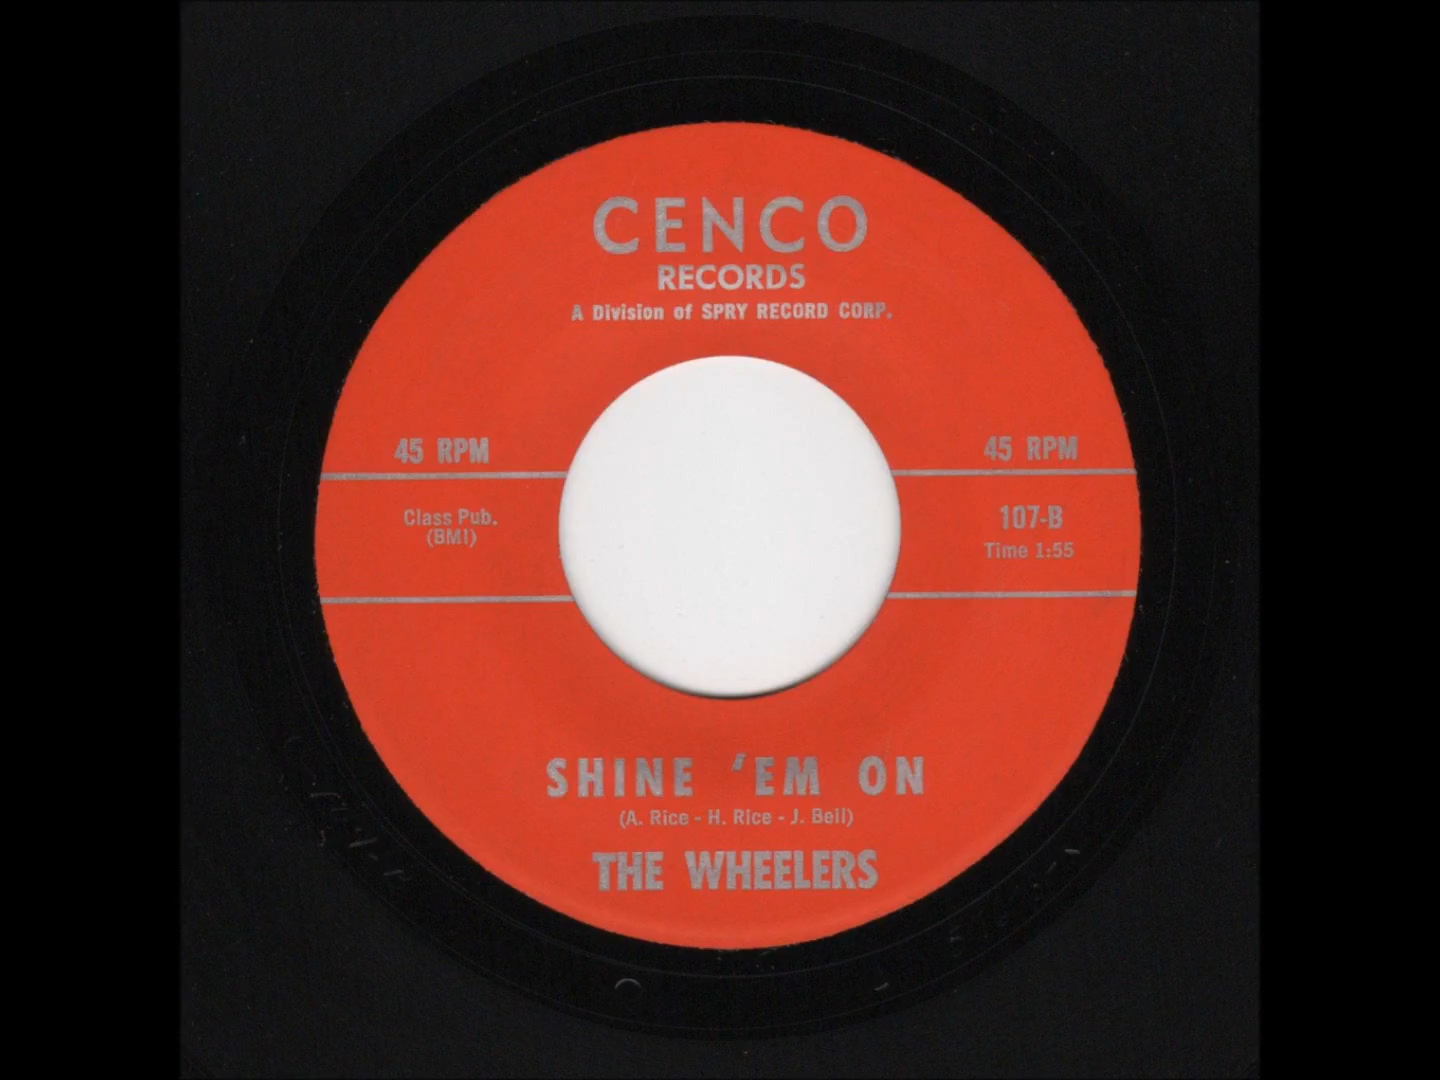 CENCO
RECORDS
A Division of SPRY RECORD CORP.
45 RPM
45 RPM
Class Pub.
(BMI)
107-B
Time 1:55
SHINE 'EM ON
(A. Rice - H. Rice - J. Bell)
THE WHEELERS